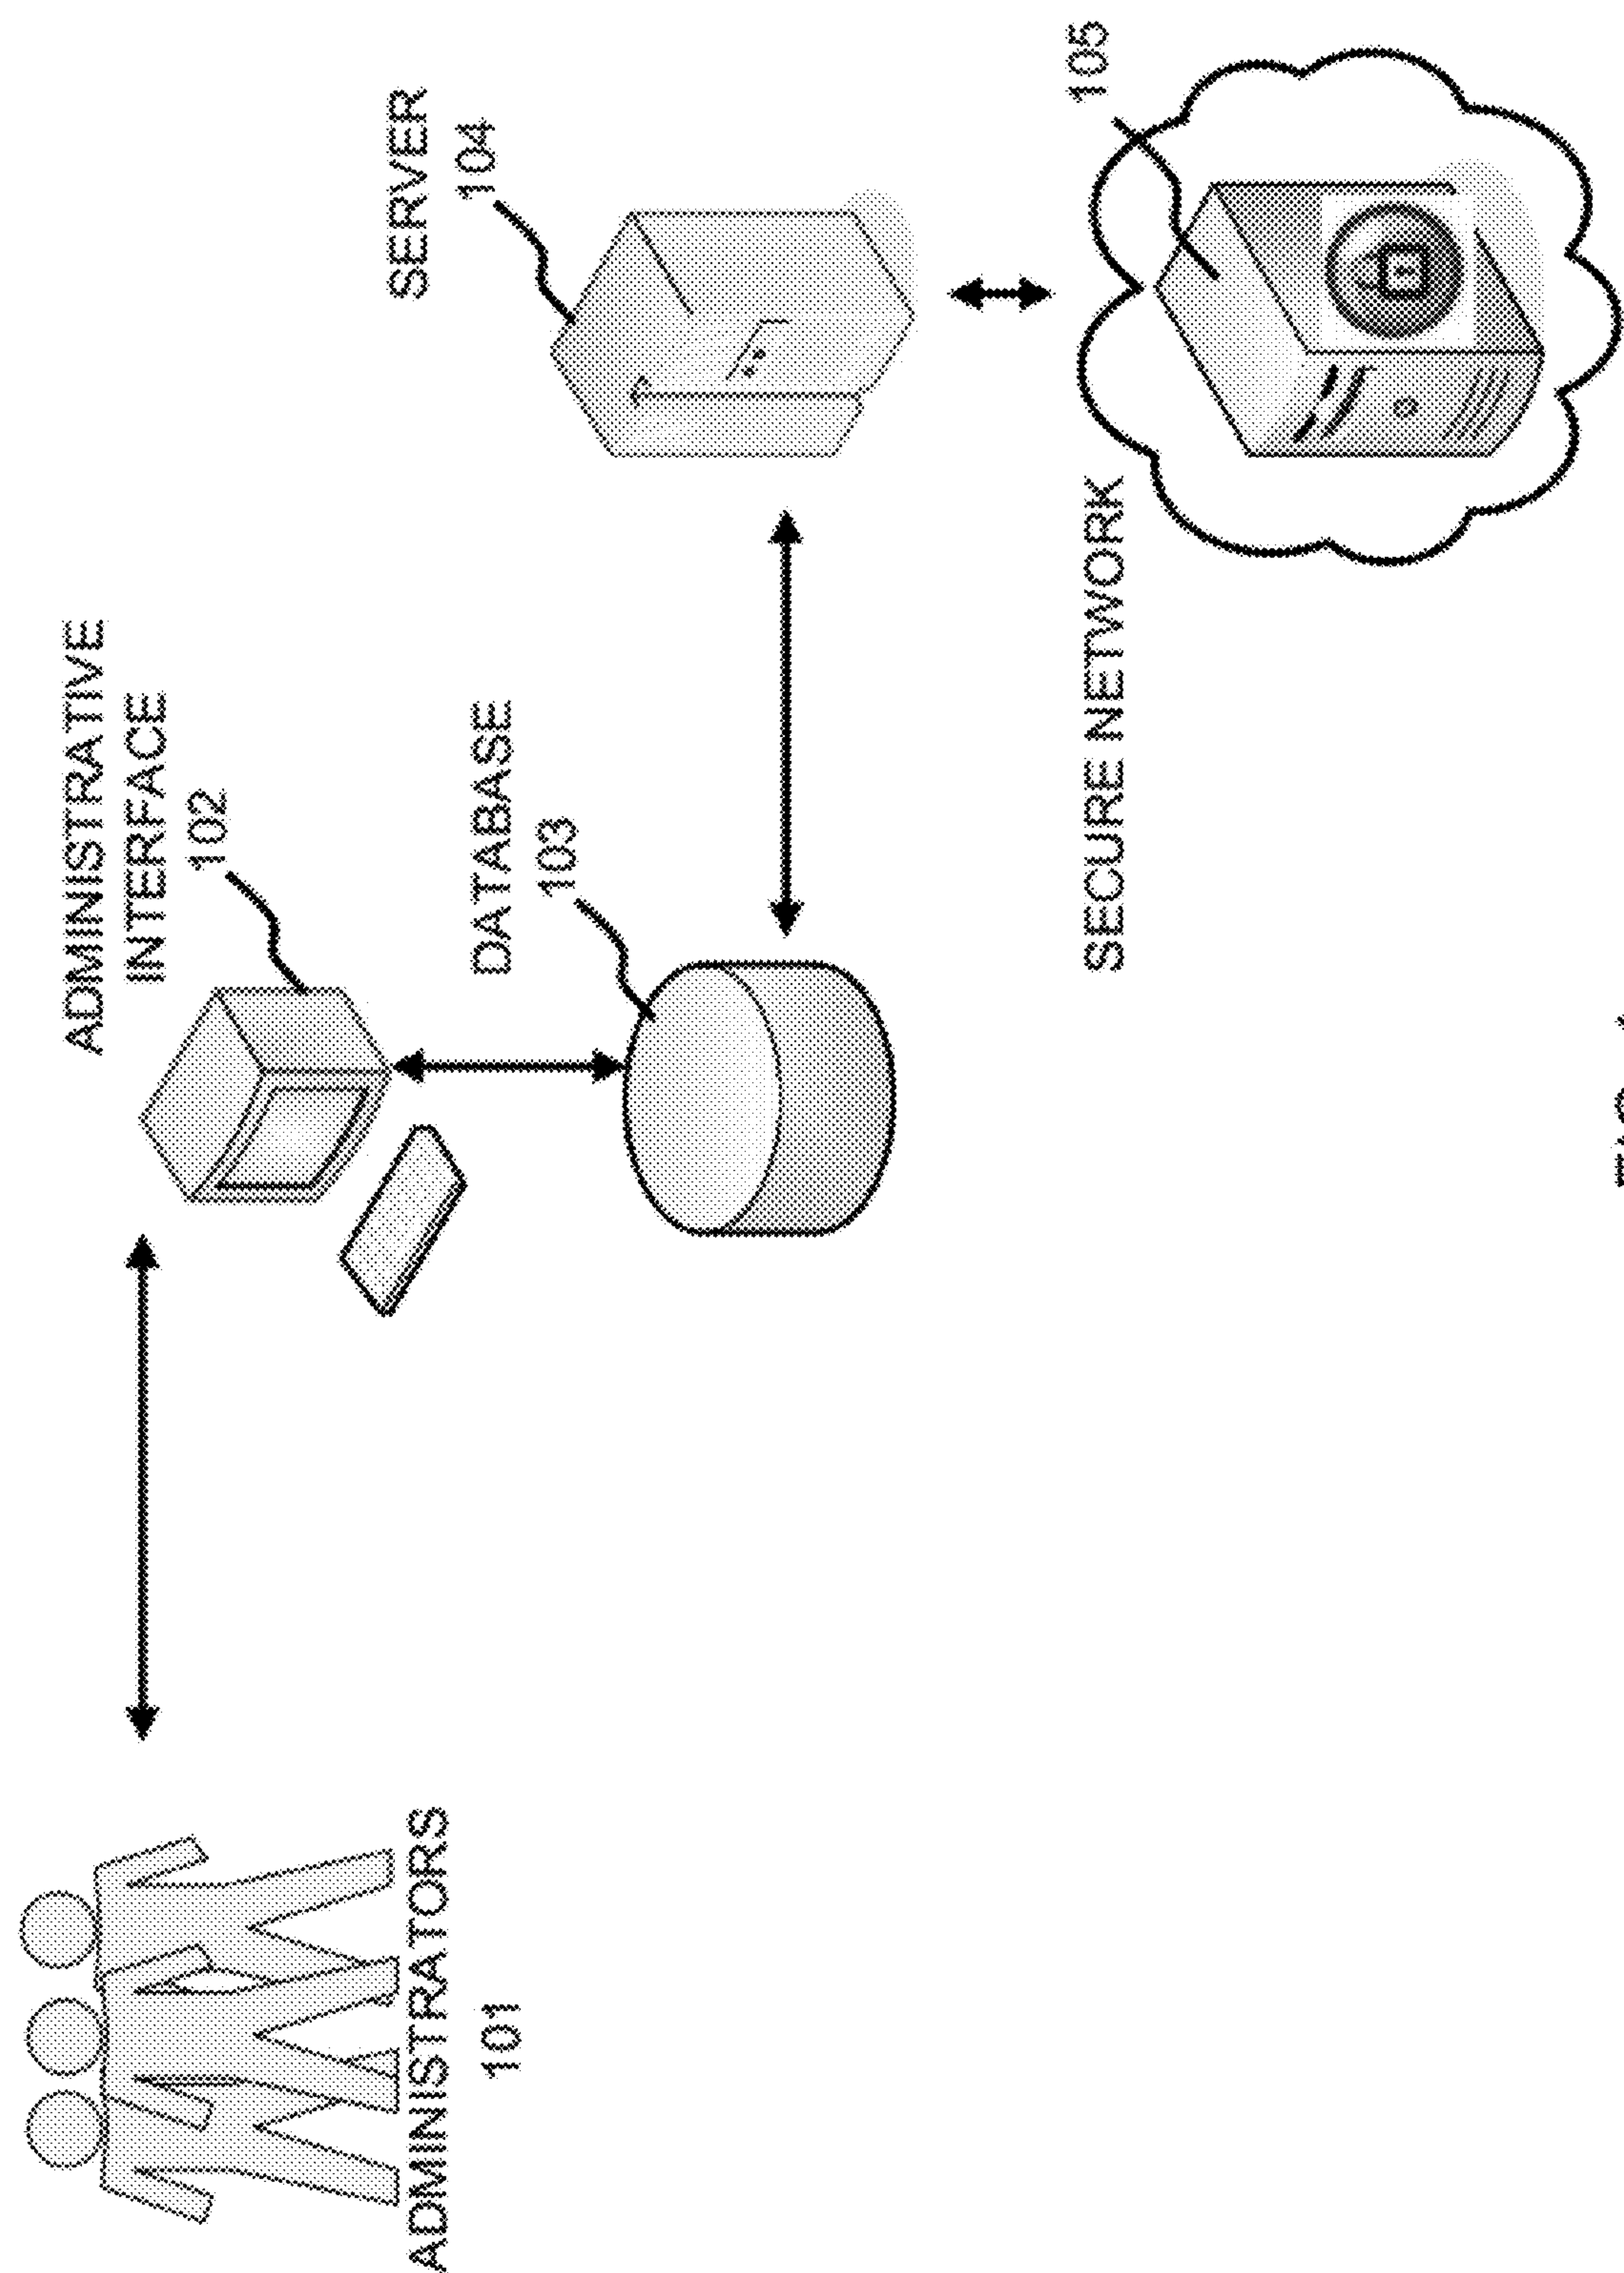 ADMINISTRATORS
101
ADMINISTRATIVE
INTERFACE
102
DATABASE
103
SERVER
104
SECURE NETWORK
105